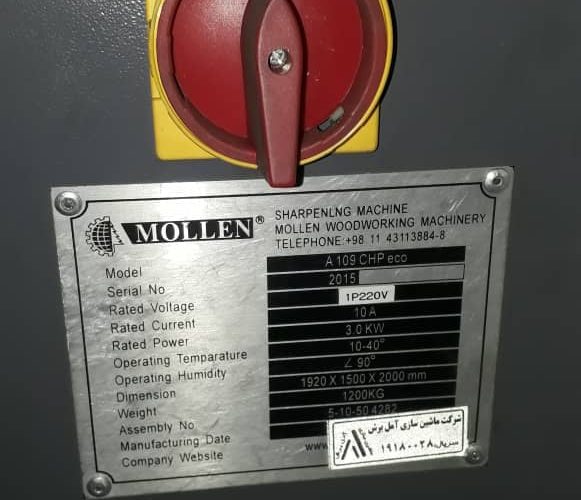 MOLLEN®
SHARPENLNG MACHINE
MOLLEN WOODWORKING MACHINERY
TELEPHONE:+98 11 43113884-8
Model A 109 CHP eco
Serial No 2015
Rated Voltage 1P220V
Rated Current 10 A
Rated Power 3.0 KW
Operating Temparature 10-40°
Operating Humidity ∠ 90°
Dimension 1920 X 1500 X 2000 mm
Weight 1200KG
Assembly No 5-10-50 4282
Manufacturing Date
Company Website www
شرکت ماشین سازی آمل برش
سریال: ۱۹۱۸۰۰۲۸